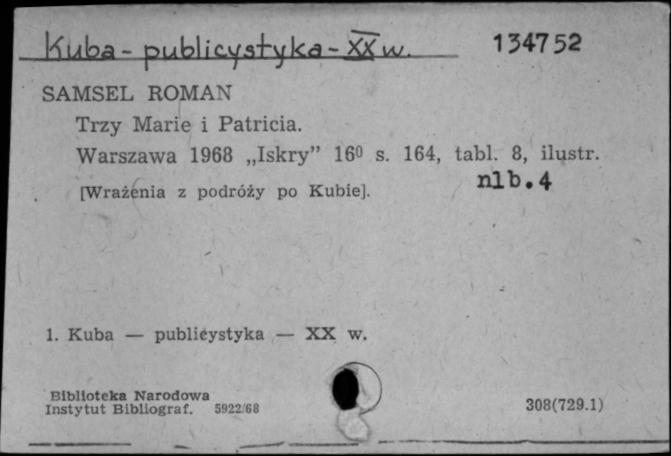 Kuba - publicystyka - XX w. 134752
SAMSEL ROMAN
Trzy Marie i Patricia.
Warszawa 1968 „Iskry” 16⁰ s. 164, tabl. 8, ilustr.
nlb.4
[Wrażenia z podróży po Kubie].
1. Kuba — publicystyka — XX w.
Biblioteka Narodowa
Instytut Bibliograf. 5922/68 308(729.1)